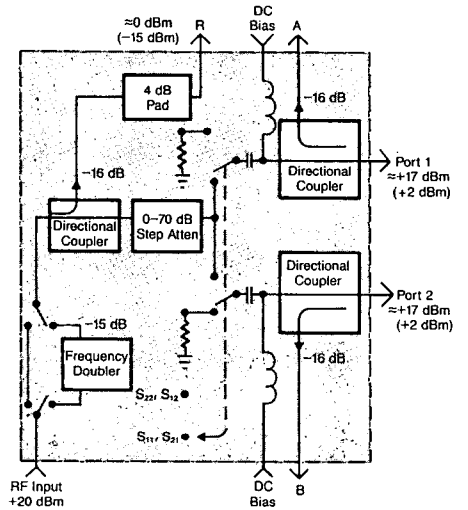 ≈0 dBm
(−15 dBm)
R
DC
Bias
A
4 dB
Pad
−16 dB
−16 dB
Directional
Coupler
Port 1
≈+17 dBm
(+2 dBm)
Directional
Coupler
0–70 dB
Step Atten
Directional
Coupler
Port 2
≈+17 dBm
(+2 dBm)
−15 dB
Frequency
Doubler
−16 dB
S22, S12
S11, S21
RF Input
+20 dBm
DC
Bias
B